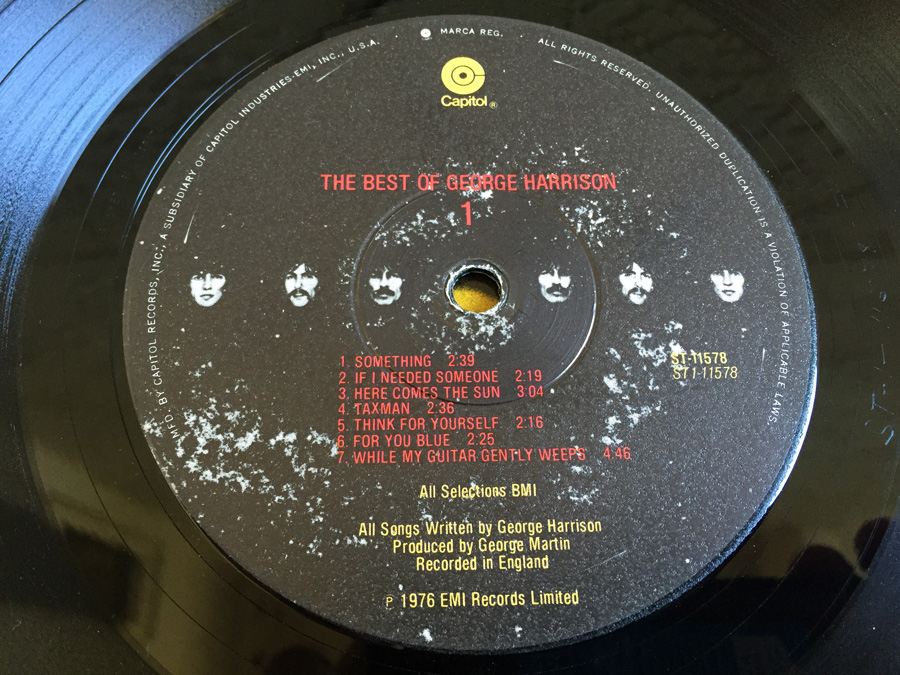 MARCA REG.
ALL RIGHTS RESERVED. UNAUTHORIZED DUPLICATION IS A VIOLATION OF APPLICABLE LAWS.
MFD. BY CAPITOL RECORDS, INC., A SUBSIDIARY OF CAPITOL INDUSTRIES-EMI, INC., U.S.A.
Capitol®
THE BEST OF GEORGE HARRISON
1
1. SOMETHING 2:39
2. IF I NEEDED SOMEONE 2:19
3. HERE COMES THE SUN 3:04
4. TAXMAN 2:36
5. THINK FOR YOURSELF 2:16
6. FOR YOU BLUE 2:25
7. WHILE MY GUITAR GENTLY WEEPS 4:46
ST-11578
ST1-11578
All Selections BMI
All Songs Written by George Harrison
Produced by George Martin
Recorded in England
℗ 1976 EMI Records Limited